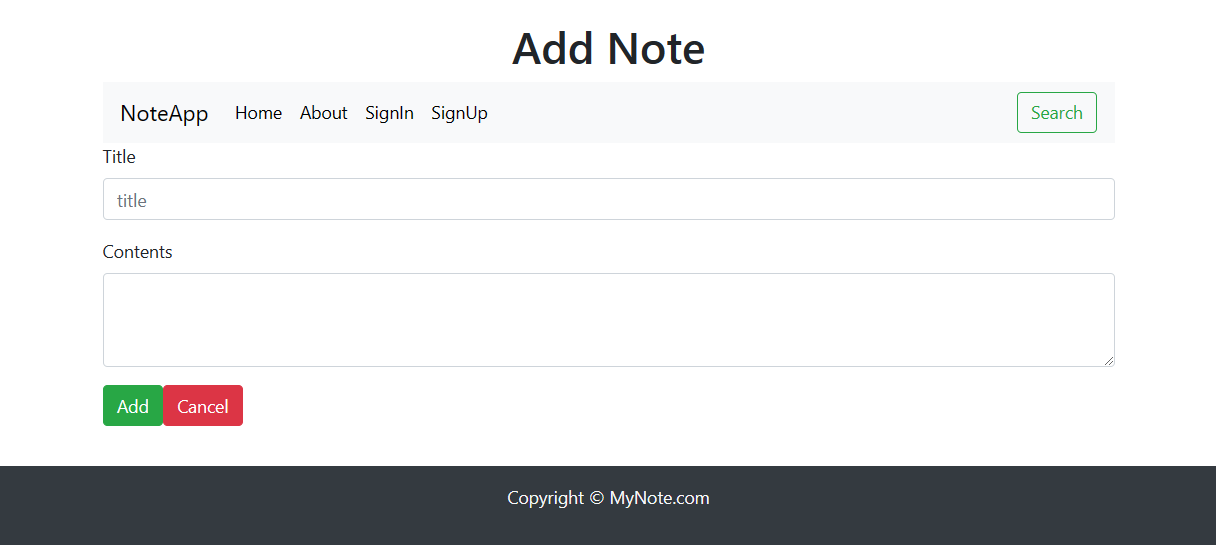 Add Note
NoteApp Home About SignIn SignUp Search
Title
title
Contents
Add Cancel
Copyright © MyNote.com